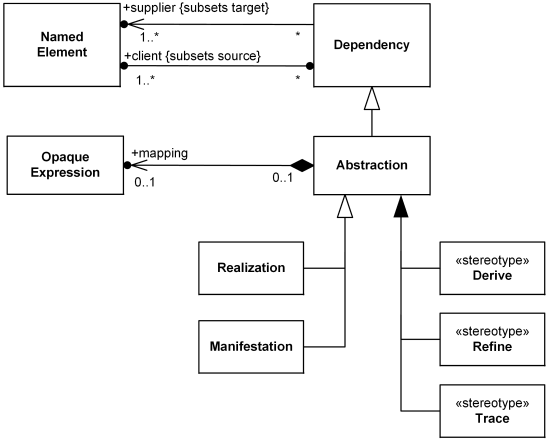 +supplier {subsets target}
1..*
*
Named
Element
Dependency
+client {subsets source}
1..*
*
Opaque
Expression
+mapping
0..1
0..1
Abstraction
Realization
«stereotype»
Derive
Manifestation
«stereotype»
Refine
«stereotype»
Trace